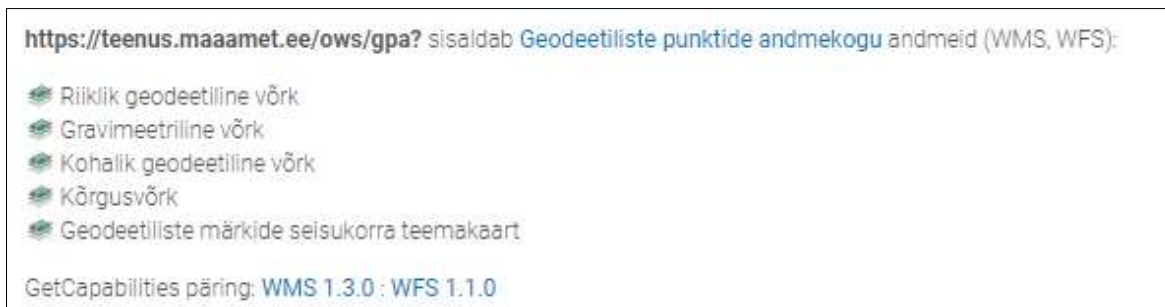 https://teenus.maaamet.ee/ows/gpa? sisaldab Geodeetiliste punktide andmekogu andmeid (WMS, WFS):
Riiklik geodeetiline võrk
Gravimeetriline võrk
Kohalik geodeetiline võrk
Kõrgusvõrk
Geodeetiliste märkide seisukorra teemakaart
GetCapabilities päring: WMS 1.3.0 : WFS 1.1.0